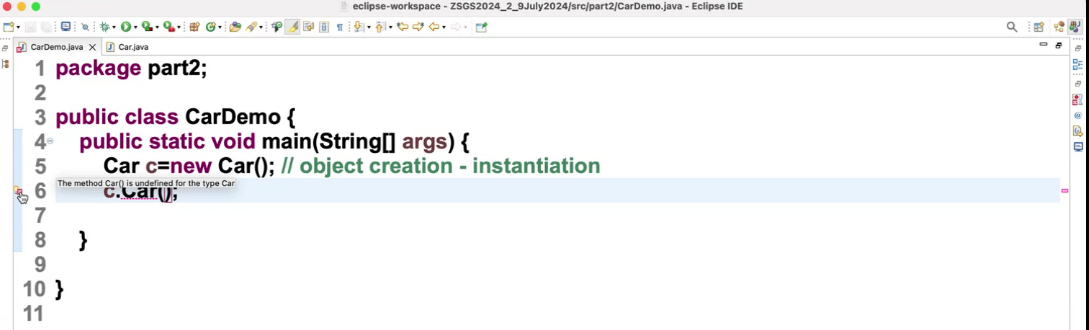 eclipse-workspace - ZSGS2024_2_9July2024/src/part2/CarDemo.java - Eclipse IDE
CarDemo.java Car.java
1 package part2;
2
3 public class CarDemo {
4 public static void main(String[] args) {
5 Car c=new Car(); // object creation - instantiation
The method Car() is undefined for the type Car
6 c.Car();
7
8 }
9
10 }
11